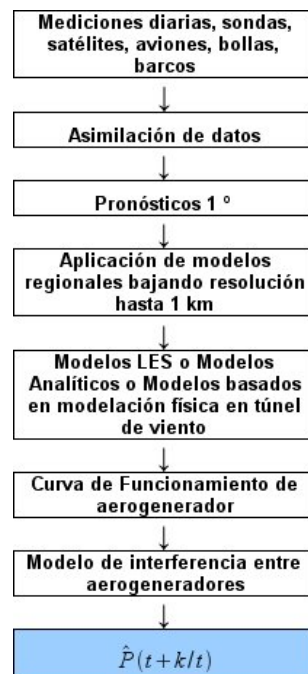 Mediciones diarias, sondas,
satélites, aviones, bollas,
barcos
↓
Asimilación de datos
↓
Pronósticos 1 º
↓
Aplicación de modelos
regionales bajando resolución
hasta 1 km
↓
Modelos LES o Modelos
Analíticos o Modelos basados
en modelación física en túnel
de viento
↓
Curva de Funcionamiento de
aerogenerador
↓
Modelo de interferencia entre
aerogeneradores
↓
P̂(t+k/t)